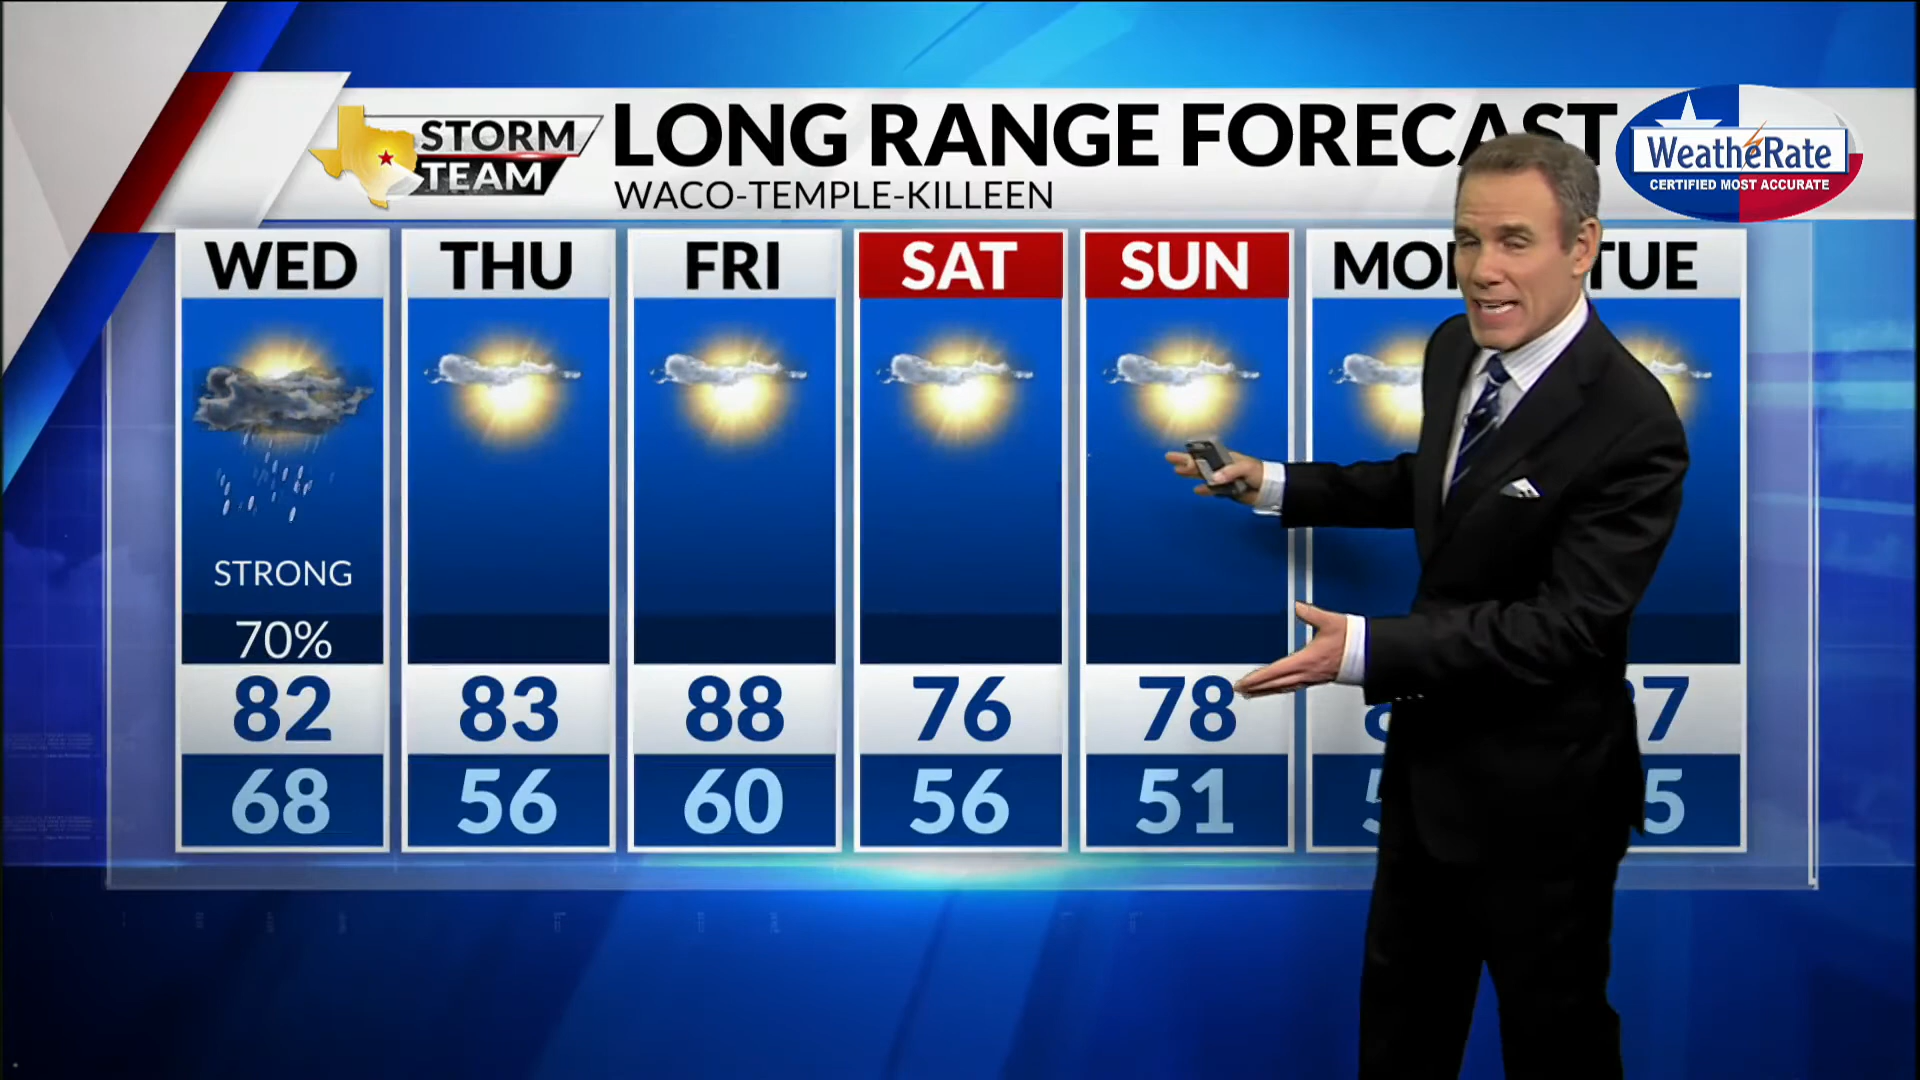 STORM
TEAM
LONG RANGE FORECAST
WACO-TEMPLE-KILLEEN
WeatheRate
CERTIFIED MOST ACCURATE
WED THU FRI SAT SUN TUE
STRONG
70%
82 83 88 76 78
68 56 60 56 51